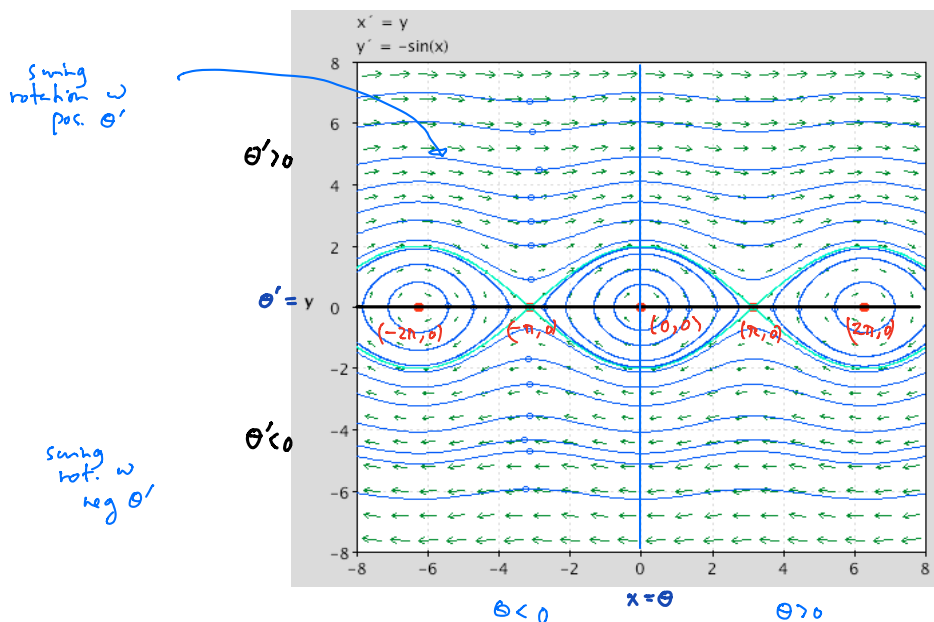 x′ = y
y′ = −sin(x)
swing
rotation w
pos. θ′
θ′>0
θ′ = y
θ′<0
swing
rot. w
neg θ′
8
6
4
2
0
−2
−4
−6
−8
(−2π,0)
(−π,0)
(0,0)
(π,0)
(2π,0)
−8 −6 −4 −2 0 2 4 6 8
θ<0
x=θ
θ>0